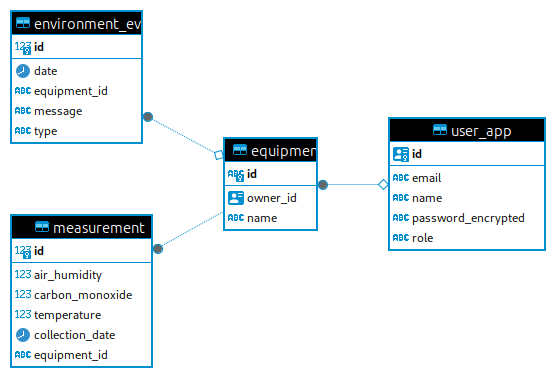 environment_ev
123 id
date
ABC equipment_id
ABC message
ABC type
equipmen
ABC id
owner_id
ABC name
user_app
id
ABC email
ABC name
ABC password_encrypted
ABC role
measurement
123 id
123 air_humidity
123 carbon_monoxide
123 temperature
collection_date
ABC equipment_id